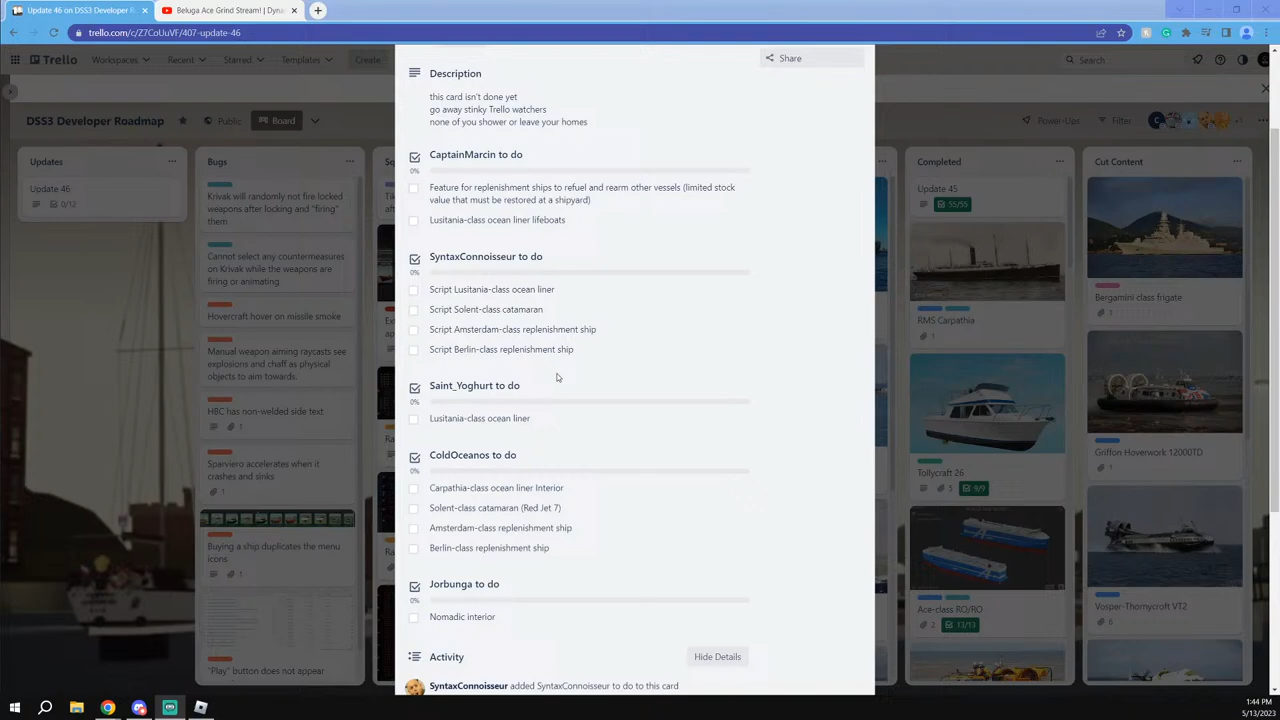 Update 46 on DSS3 Developer R
Beluga Ace Grind Stream! | Dyn
trello.com/c/Z7CoUuVF/407-update-46
Trello
Workspaces
Recent
Starred
Templates
Create
Search
DSS3 Developer Roadmap
Public
Board
Power-Ups
Filter
Share
Updates
Update 46
0/12
Bugs
Krivak will randomly not fire locked
weapons after locking and "firing"
them
Cannot select any countermeasures
on Krivak while the weapons are
firing or animating
Hovercraft hover on missile smoke
Manual weapon aiming raycasts see
explosions and chaff as physical
objects to aim towards.
HBC has non-welded side text
1
Sparviero accelerates when it
crashes and sinks
1
Buying a ship duplicates the menu
icons
1
"Play" button does not appear
Description
this card isn't done yet
go away stinky Trello watchers
none of you shower or leave your homes
CaptainMarcin to do
0%
Feature for replenishment ships to refuel and rearm other vessels (limited stock
value that must be restored at a shipyard)
Lusitania-class ocean liner lifeboats
SyntaxConnoisseur to do
0%
Script Lusitania-class ocean liner
Script Solent-class catamaran
Script Amsterdam-class replenishment ship
Script Berlin-class replenishment ship
Saint_Yoghurt to do
0%
Lusitania-class ocean liner
ColdOceanos to do
0%
Carpathia-class ocean liner Interior
Solent-class catamaran (Red Jet 7)
Amsterdam-class replenishment ship
Berlin-class replenishment ship
Jorbunga to do
0%
Nomadic interior
Activity
Hide Details
SyntaxConnoisseur added SyntaxConnoisseur to do to this card
Completed
Update 45
55/55
RMS Carpathia
1
Tollycraft 26
5
9/9
Ace-class RO/RO
2
13/13
Cut Content
Bergamini class frigate
3
Griffon Hoverwork 12000TD
1
Vosper-Thornycroft VT2
6
1:44 PM
5/13/2023